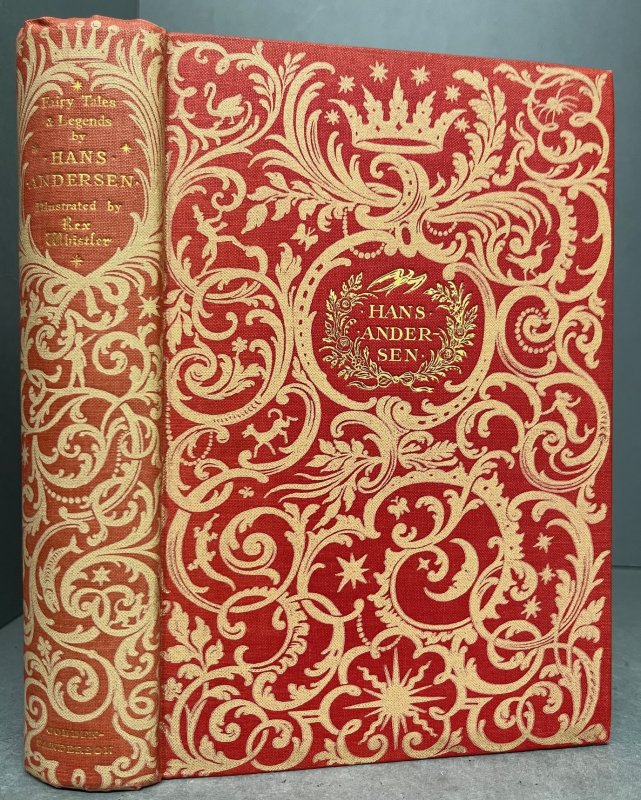 Fairy Tales
& Legends
by
·HANS·
ANDERSEN·
Illustrated by
Rex
Whistler
COBDEN-
SANDERSON
·HANS·
ANDER-
SEN·